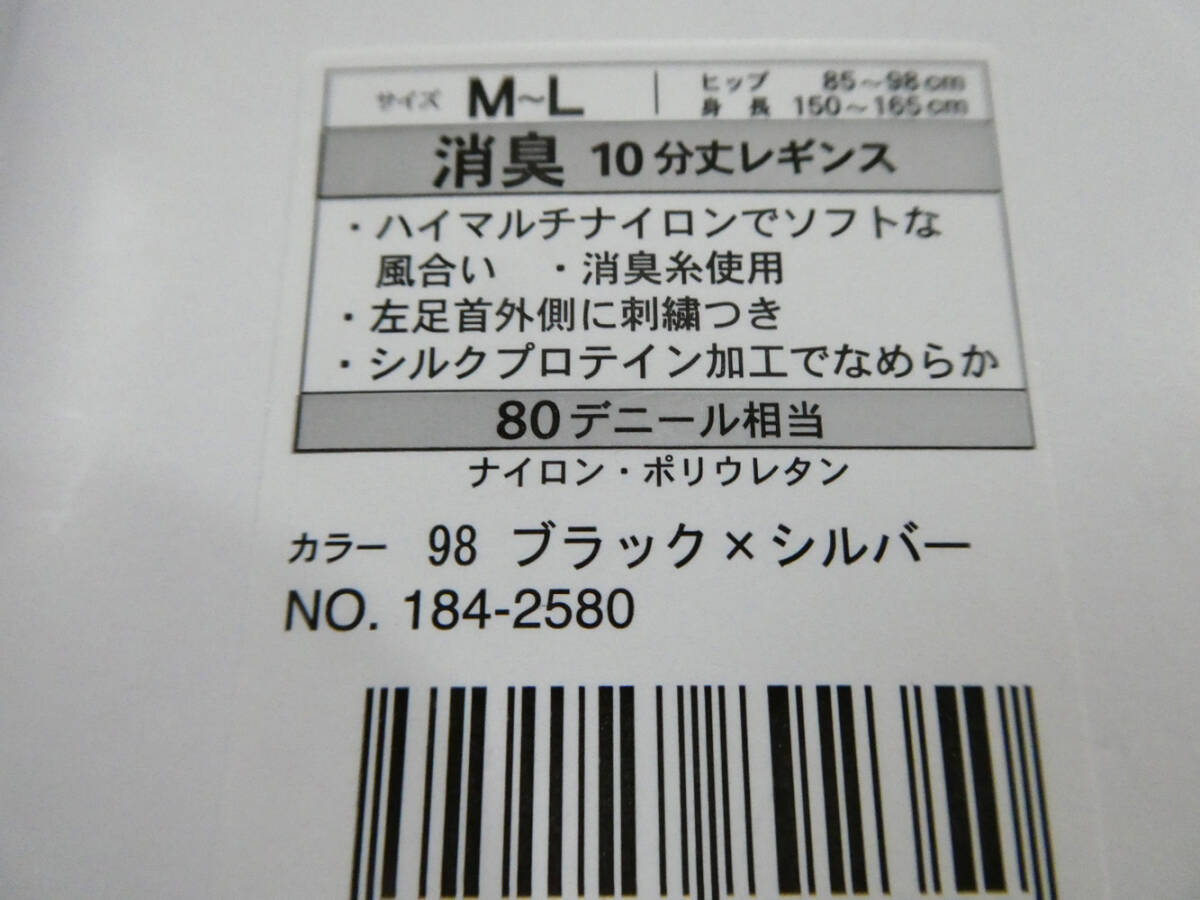 サイズ M~L ヒップ 85～98cm
身 長 150～165cm
消臭 10分丈レギンス
・ハイマルチナイロンでソフトな
風合い ・消臭糸使用
・左足首外側に刺繍つき
・シルクプロテイン加工でなめらか
80デニール相当
ナイロン・ポリウレタン
カラー 98 ブラック×シルバー
NO. 184-2580